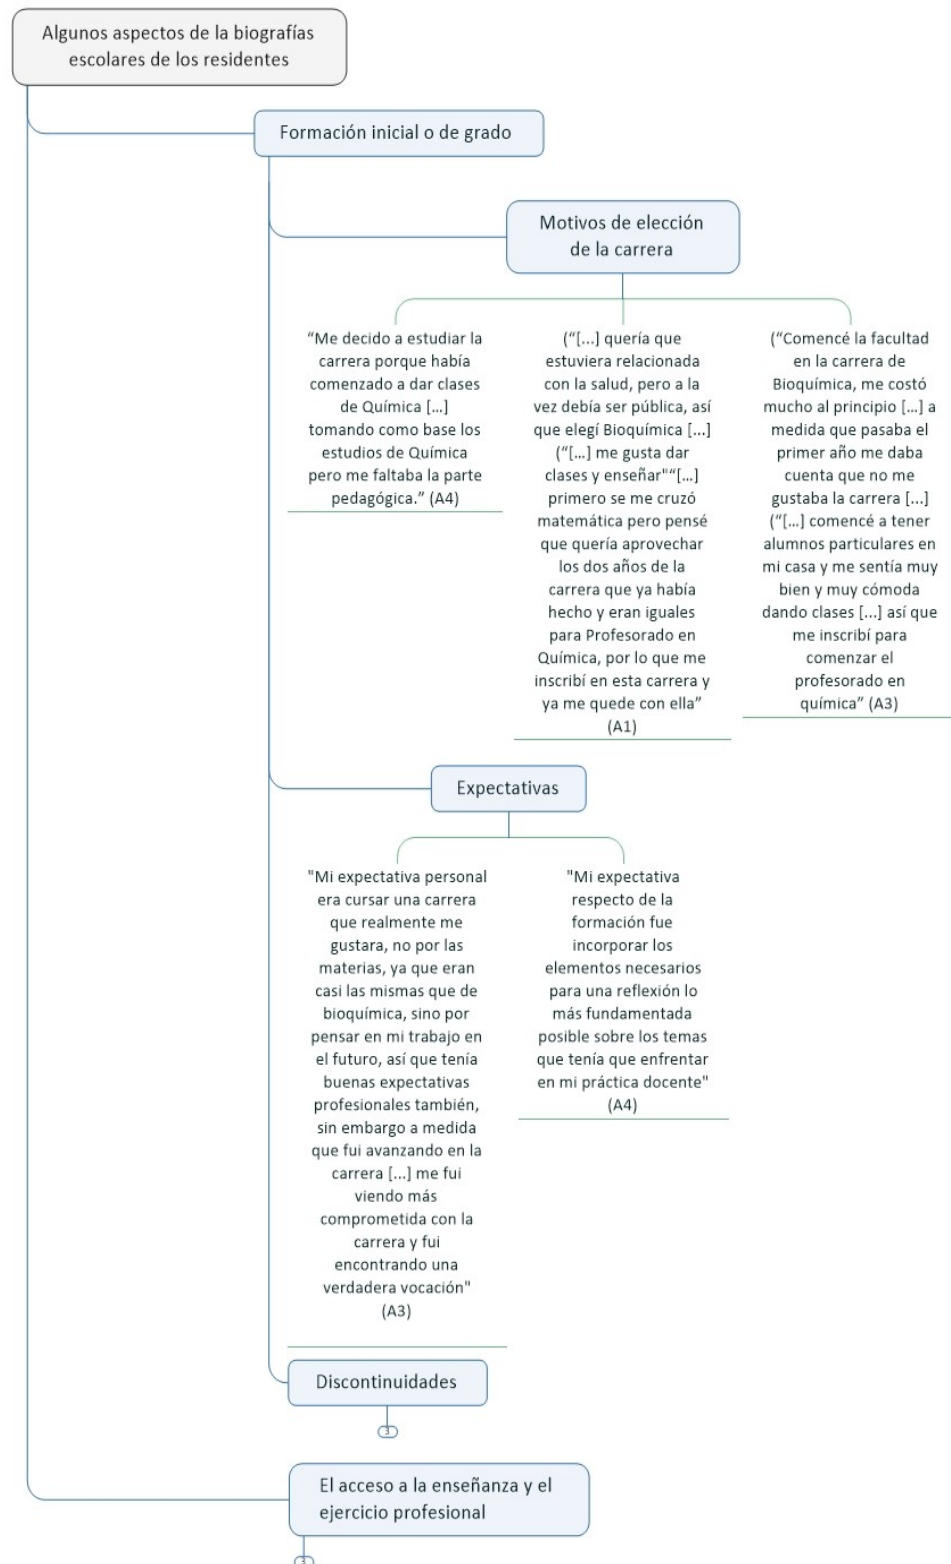 Algunos aspectos de la biografías
escolares de los residentes
Formación inicial o de grado
Motivos de elección
de la carrera
“Me decido a estudiar la
carrera porque había
comenzado a dar clases
de Química [...]
tomando como base los
estudios de Química
pero me faltaba la parte
pedagógica.” (A4)
(“[...] quería que
estuviera relacionada
con la salud, pero a la
vez debía ser pública, así
que elegí Bioquímica [...]
(“[...] me gusta dar
clases y enseñar"“[...]
primero se me cruzó
matemática pero pensé
que quería aprovechar
los dos años de la
carrera que ya había
hecho y eran iguales
para Profesorado en
Química, por lo que me
inscribí en esta carrera y
ya me quede con ella”
(A1)
(“Comencé la facultad
en la carrera de
Bioquímica, me costó
mucho al principio [...] a
medida que pasaba el
primer año me daba
cuenta que no me
gustaba la carrera [...]
(“[...] comencé a tener
alumnos particulares en
mi casa y me sentía muy
bien y muy cómoda
dando clases [...] así que
me inscribí para
comenzar el
profesorado en
química” (A3)
Expectativas
"Mi expectativa personal
era cursar una carrera
que realmente me
gustara, no por las
materias, ya que eran
casi las mismas que de
bioquímica, sino por
pensar en mi trabajo en
el futuro, así que tenía
buenas expectativas
profesionales también,
sin embargo a medida
que fui avanzando en la
carrera [...] me fui
viendo más
comprometida con la
carrera y fui
encontrando una
verdadera vocación"
(A3)
"Mi expectativa
respecto de la
formación fue
incorporar los
elementos necesarios
para una reflexión lo
más fundamentada
posible sobre los temas
que tenía que enfrentar
en mi práctica docente"
(A4)
Discontinuidades
3
El acceso a la enseñanza y el
ejercicio profesional
3